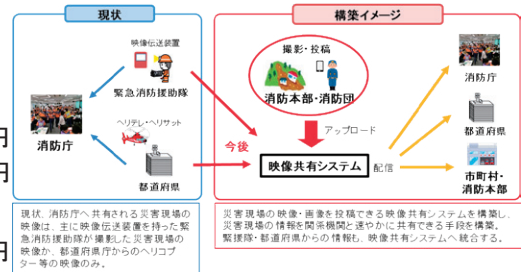 現状
映像伝送装置
緊急消防援助隊
ヘリテレ・ヘリサット
消防庁
都道府県
現状、消防庁へ共有される災害現場の
映像は、主に映像伝送装置を持った緊
急消防援助隊が撮影した災害現場の
映像か、都道府県庁からのヘリコプ
ター等の映像のみ。
今後
構築イメージ
撮影・投稿
消防本部・消防団
アップロード
映像共有システム
配信
消防庁
都道府県
市町村・
消防本部
災害現場の映像・画像を投稿できる映像共有システムを構築し、
災害現場の情報を関係機関と速やかに共有できる手段を構築。
緊援隊・都道府県からの情報も、映像共有システムへ統合する。
円
円
円